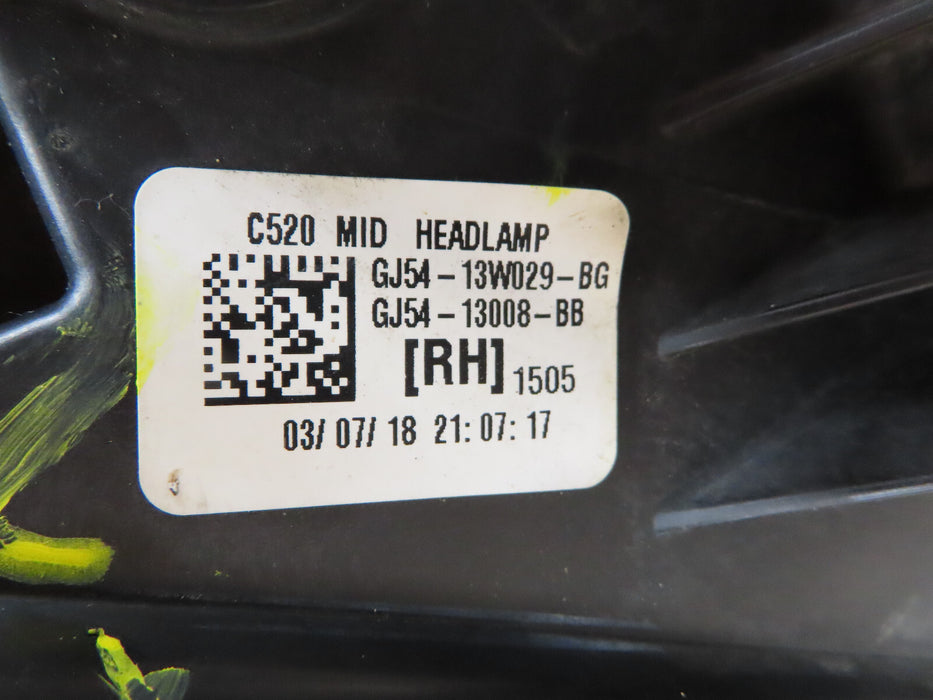 C520 MID HEADLAMP
GJ54-13W029-BG
GJ54-13008-BB
[RH] 1505
03/ 07/ 18 21: 07: 17